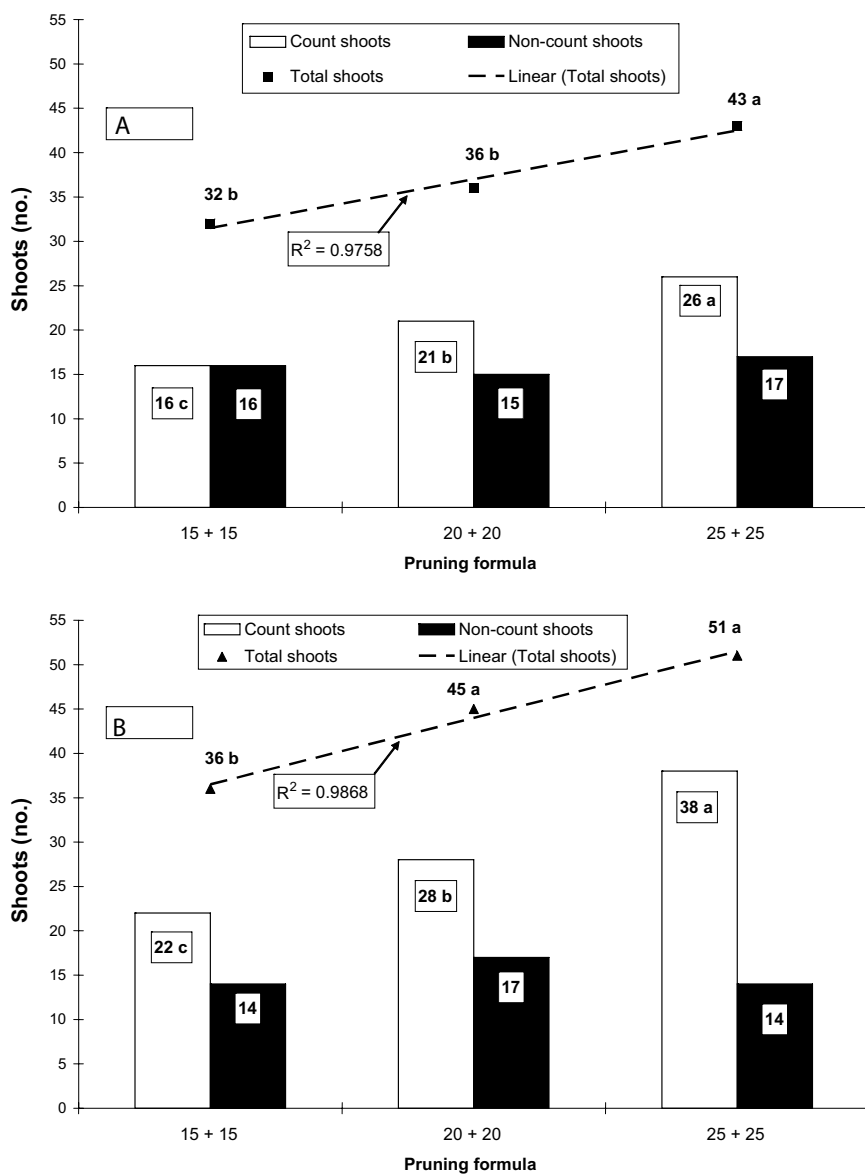 55
50
45
40
35
30
25
20
15
10
5
0
Shoots (no.)
Count shoots Non-count shoots
Total shoots Linear (Total shoots)
A
32 b
36 b
43 a
R² = 0.9758
16 c
16
21 b
15
26 a
17
15 + 15 20 + 20 25 + 25
Pruning formula
55
50
45
40
35
30
25
20
15
10
5
0
Shoots (no.)
Count shoots Non-count shoots
Total shoots Linear (Total shoots)
B
36 b
45 a
51 a
R² = 0.9868
22 c
14
28 b
17
38 a
14
15 + 15 20 + 20 25 + 25
Pruning formula